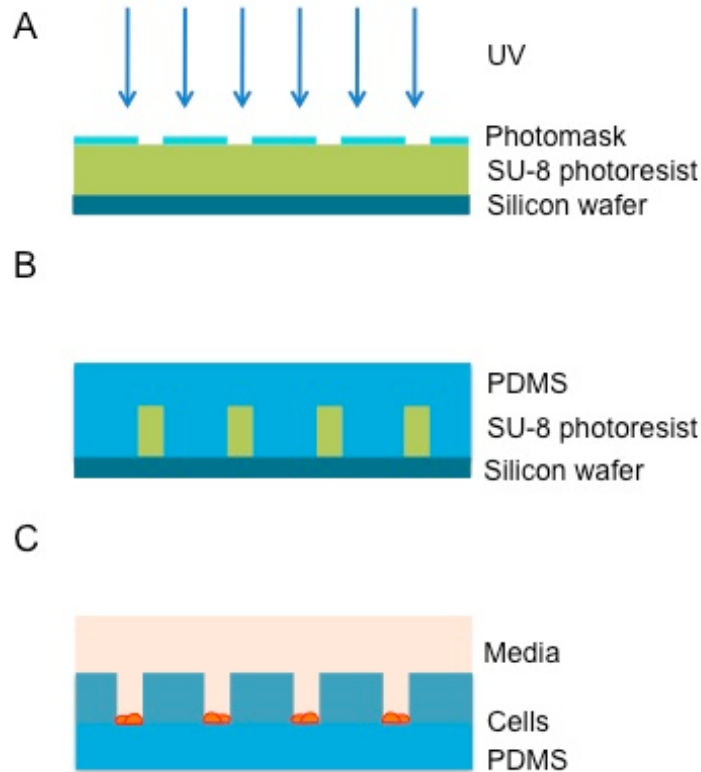 A
UV
Photomask
SU-8 photoresist
Silicon wafer
B
PDMS
SU-8 photoresist
Silicon wafer
C
Media
Cells
PDMS